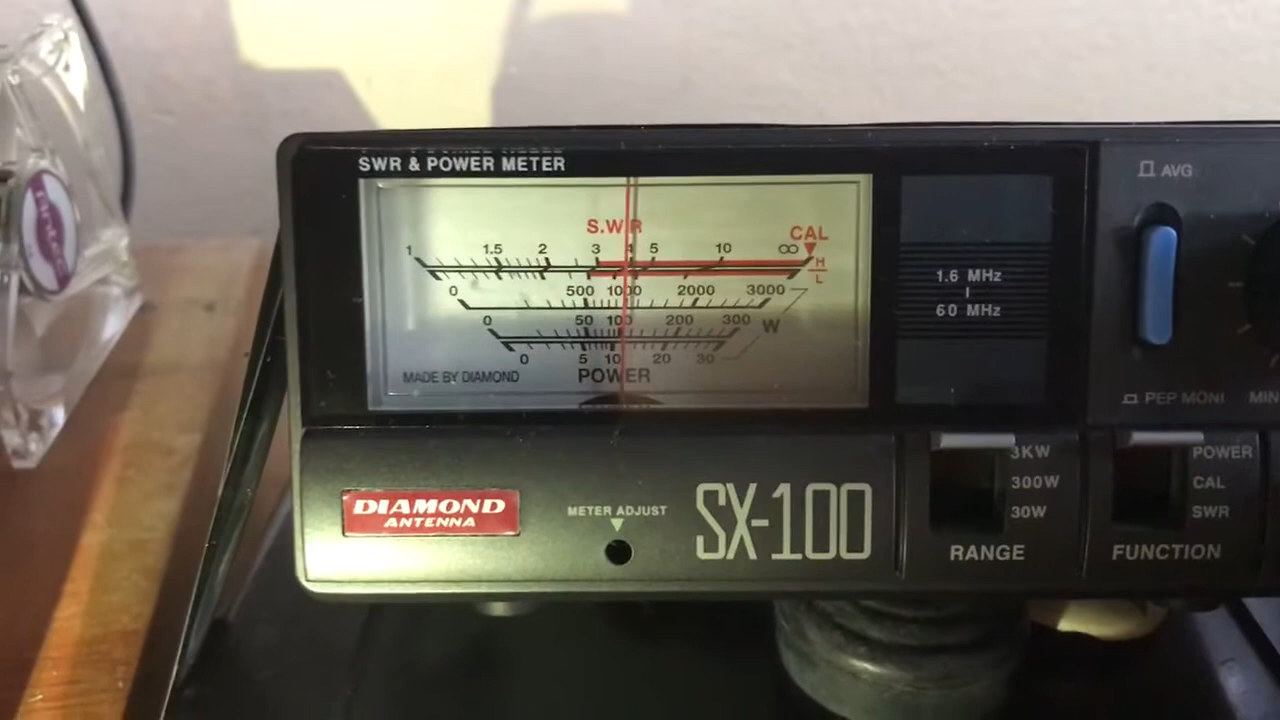 SWR & POWER METER
S.W.R
CAL
1 1.5 2 3 4 5 10 ∞
H
L
0 500 1000 2000 3000
0 50 100 200 300
W
0 5 10 20 30
MADE BY DIAMOND
POWER
1.6 MHz
60 MHz
AVG
PEP MONI
MIN
DIAMOND
ANTENNA
METER ADJUST
SX-100
3KW
300W
30W
RANGE
POWER
CAL
SWR
FUNCTION